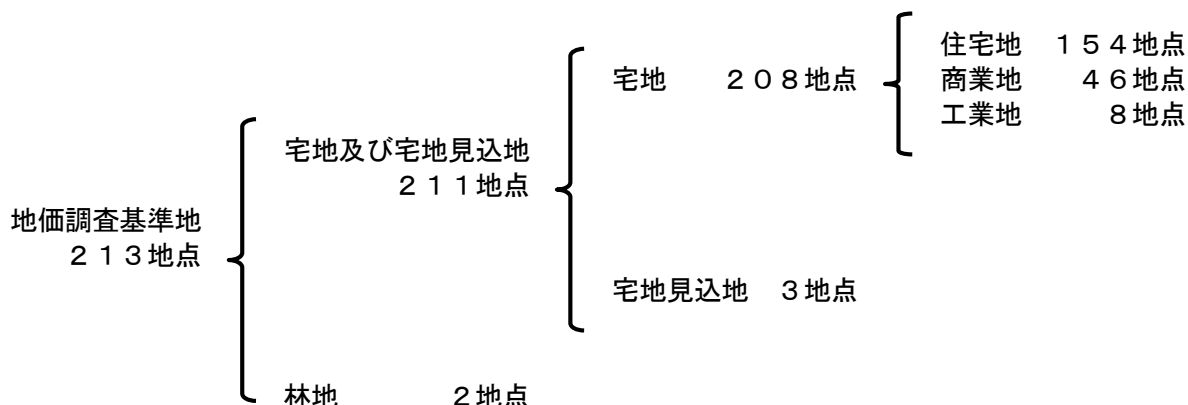 住宅地 １５４地点
宅地 ２０８地点
商業地 ４６地点
工業地 ８地点
宅地及び宅地見込地
２１１地点
地価調査基準地
２１３地点
宅地見込地 ３地点
林地 ２地点